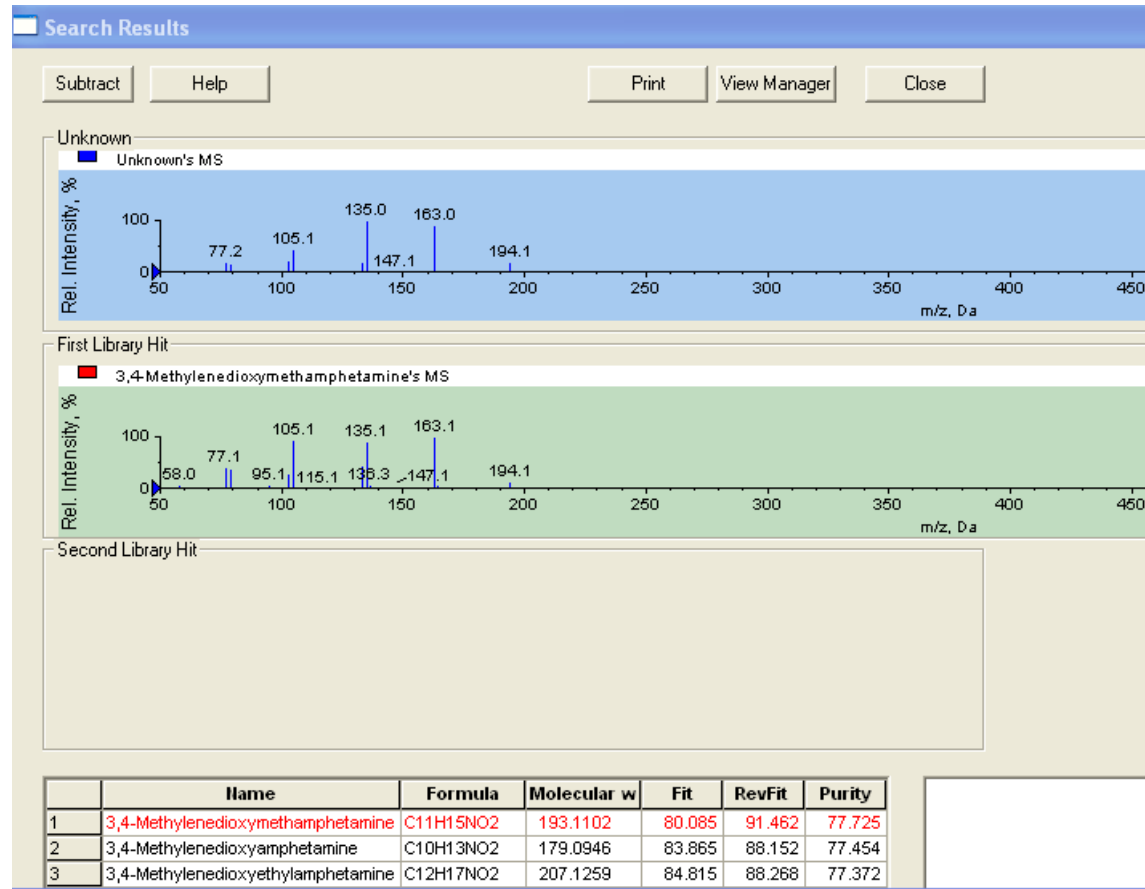 Search Results
Subtract Help Print View Manager Close
Unknown
Unknown's MS
Rel. Intensity, %
100
0
77.2 105.1 135.0 147.1 163.0 194.1
50 100 150 200 250 300 350 400 450
m/z, Da
First Library Hit
3,4-Methylenedioxymethamphetamine's MS
Rel. Intensity, %
100
0
58.0 77.1 95.1 105.1 115.1 135.1 147.1 163.1 194.1
50 100 150 200 250 300 350 400 450
m/z, Da
Second Library Hit
Name Formula Molecular w Fit RevFit Purity
1 3,4-Methylenedioxymethamphetamine C11H15NO2 193.1102 80.085 91.462 77.725
2 3,4-Methylenedioxyamphetamine C10H13NO2 179.0946 83.865 88.152 77.454
3 3,4-Methylenedioxyethylamphetamine C12H17NO2 207.1259 84.815 88.268 77.372